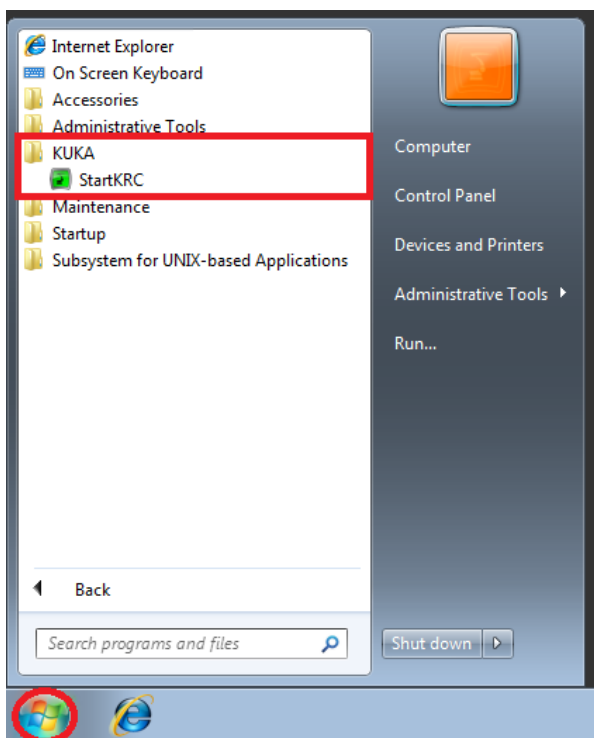 Internet Explorer
On Screen Keyboard
Accessories
Administrative Tools
KUKA
StartKRC
Maintenance
Startup
Subsystem for UNIX-based Applications
Back
Search programs and files
Computer
Control Panel
Devices and Printers
Administrative Tools
Run...
Shut down